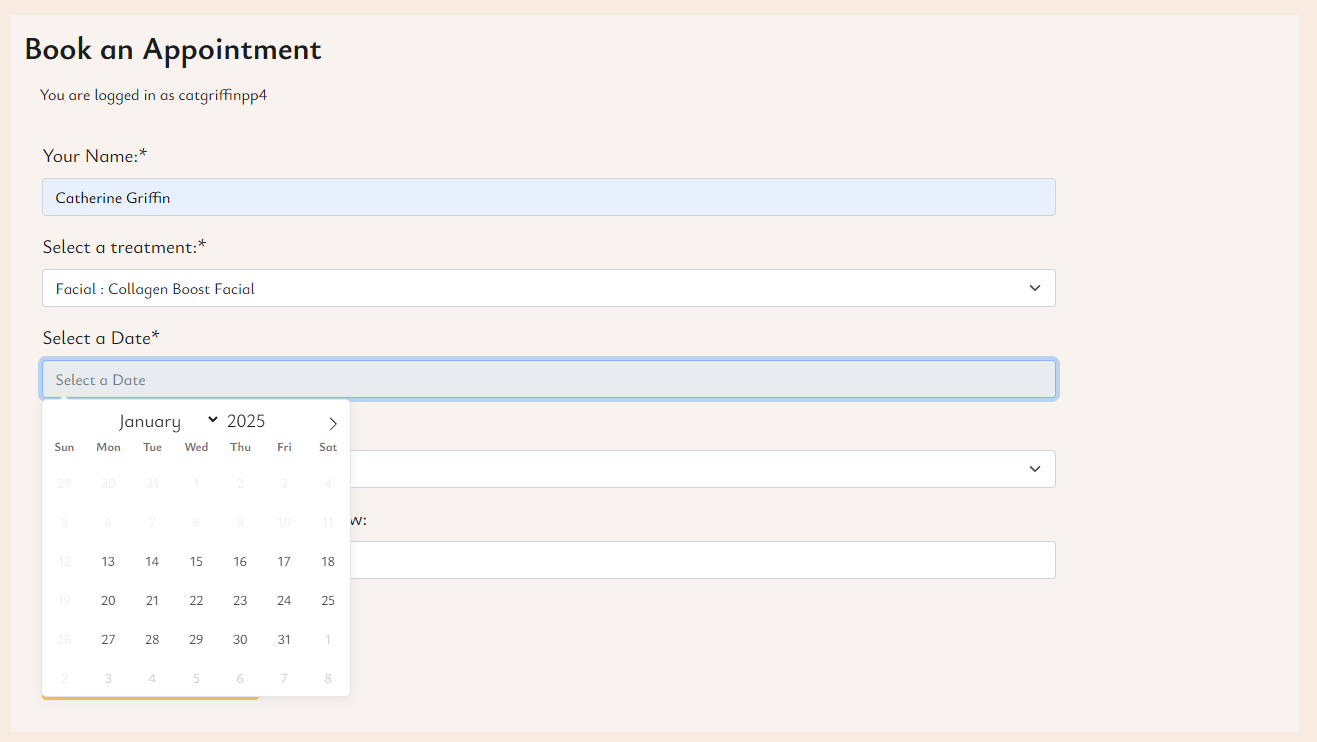 Book an Appointment
You are logged in as catgriffinpp4
Your Name:*
Catherine Griffin
Select a treatment:*
Facial : Collagen Boost Facial
Select a Date*
Select a Date
January 2025
Sun Mon Tue Wed Thu Fri Sat
29 30 31 1 2 3 4
5 6 7 8 9 10 11
w:
12 13 14 15 16 17 18
19 20 21 22 23 24 25
26 27 28 29 30 31 1
2 3 4 5 6 7 8